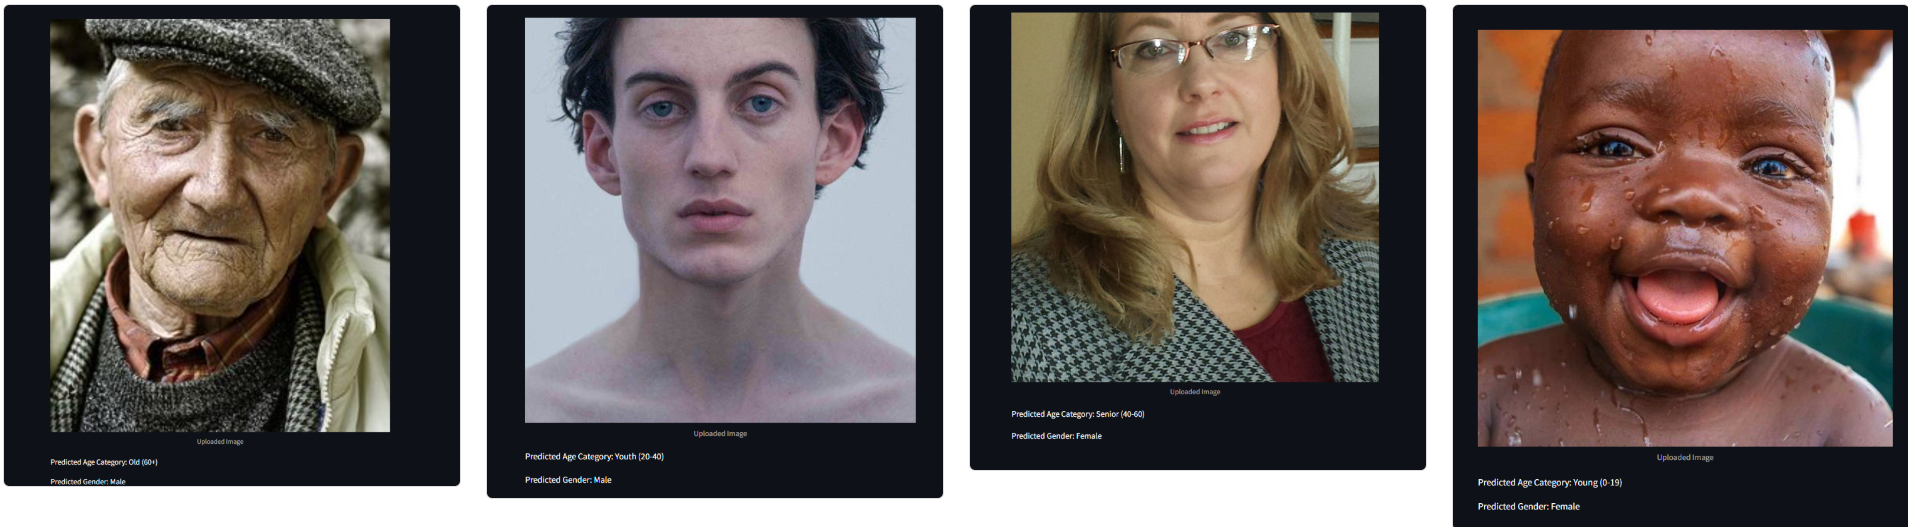 Uploaded Image
Predicted Age Category: Old (60+)
Predicted Gender: Male
Uploaded Image
Predicted Age Category: Youth (20-40)
Predicted Gender: Male
Uploaded Image
Predicted Age Category: Senior (40-60)
Predicted Gender: Female
Uploaded Image
Predicted Age Category: Young (0-19)
Predicted Gender: Female